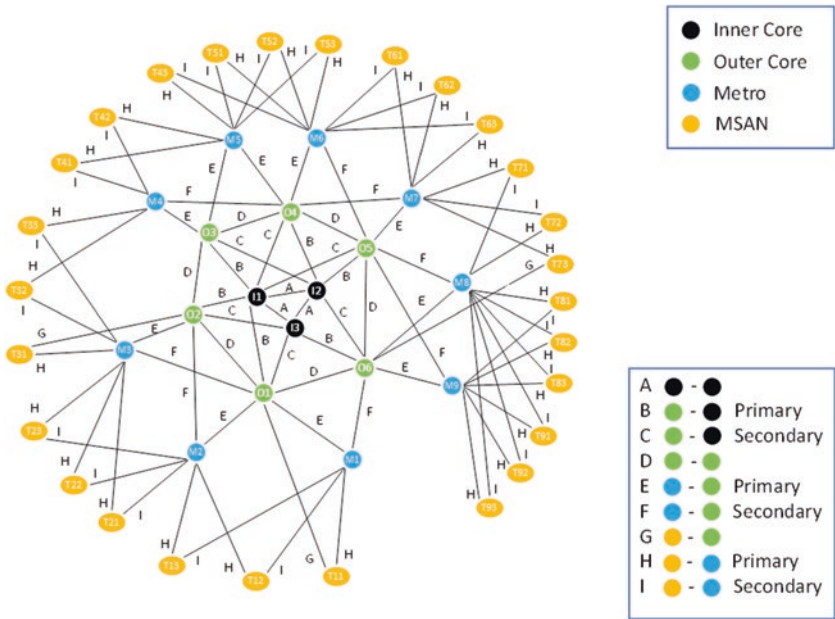 T51 H T52 H I T53
I I H
T43 I H T61 I
H H T62
T42 H I T63
I H
T41 H H T71
I I
M5 M6
E E E F
M4 F F M7
T33 H E D D E I T72
I O3 O4 O5 H
C C C
H B B C B F G T73
T32 D I1 A I2 M8 H T81
I B A A C D E I
G O2 C I3 B I T82
H E D B C H
T31 M3 F D O6 E M9 I T83
F O1 H
E E F I T91
H T23 I M2 M1 H
H T22 I I T92
H T21 I H I T93
H T13 I H T12 I G T11 H
Inner Core
Outer Core
Metro
MSAN
A -
B - Primary
C - Secondary
D -
E - Primary
F - Secondary
G -
H - Primary
I - Secondary